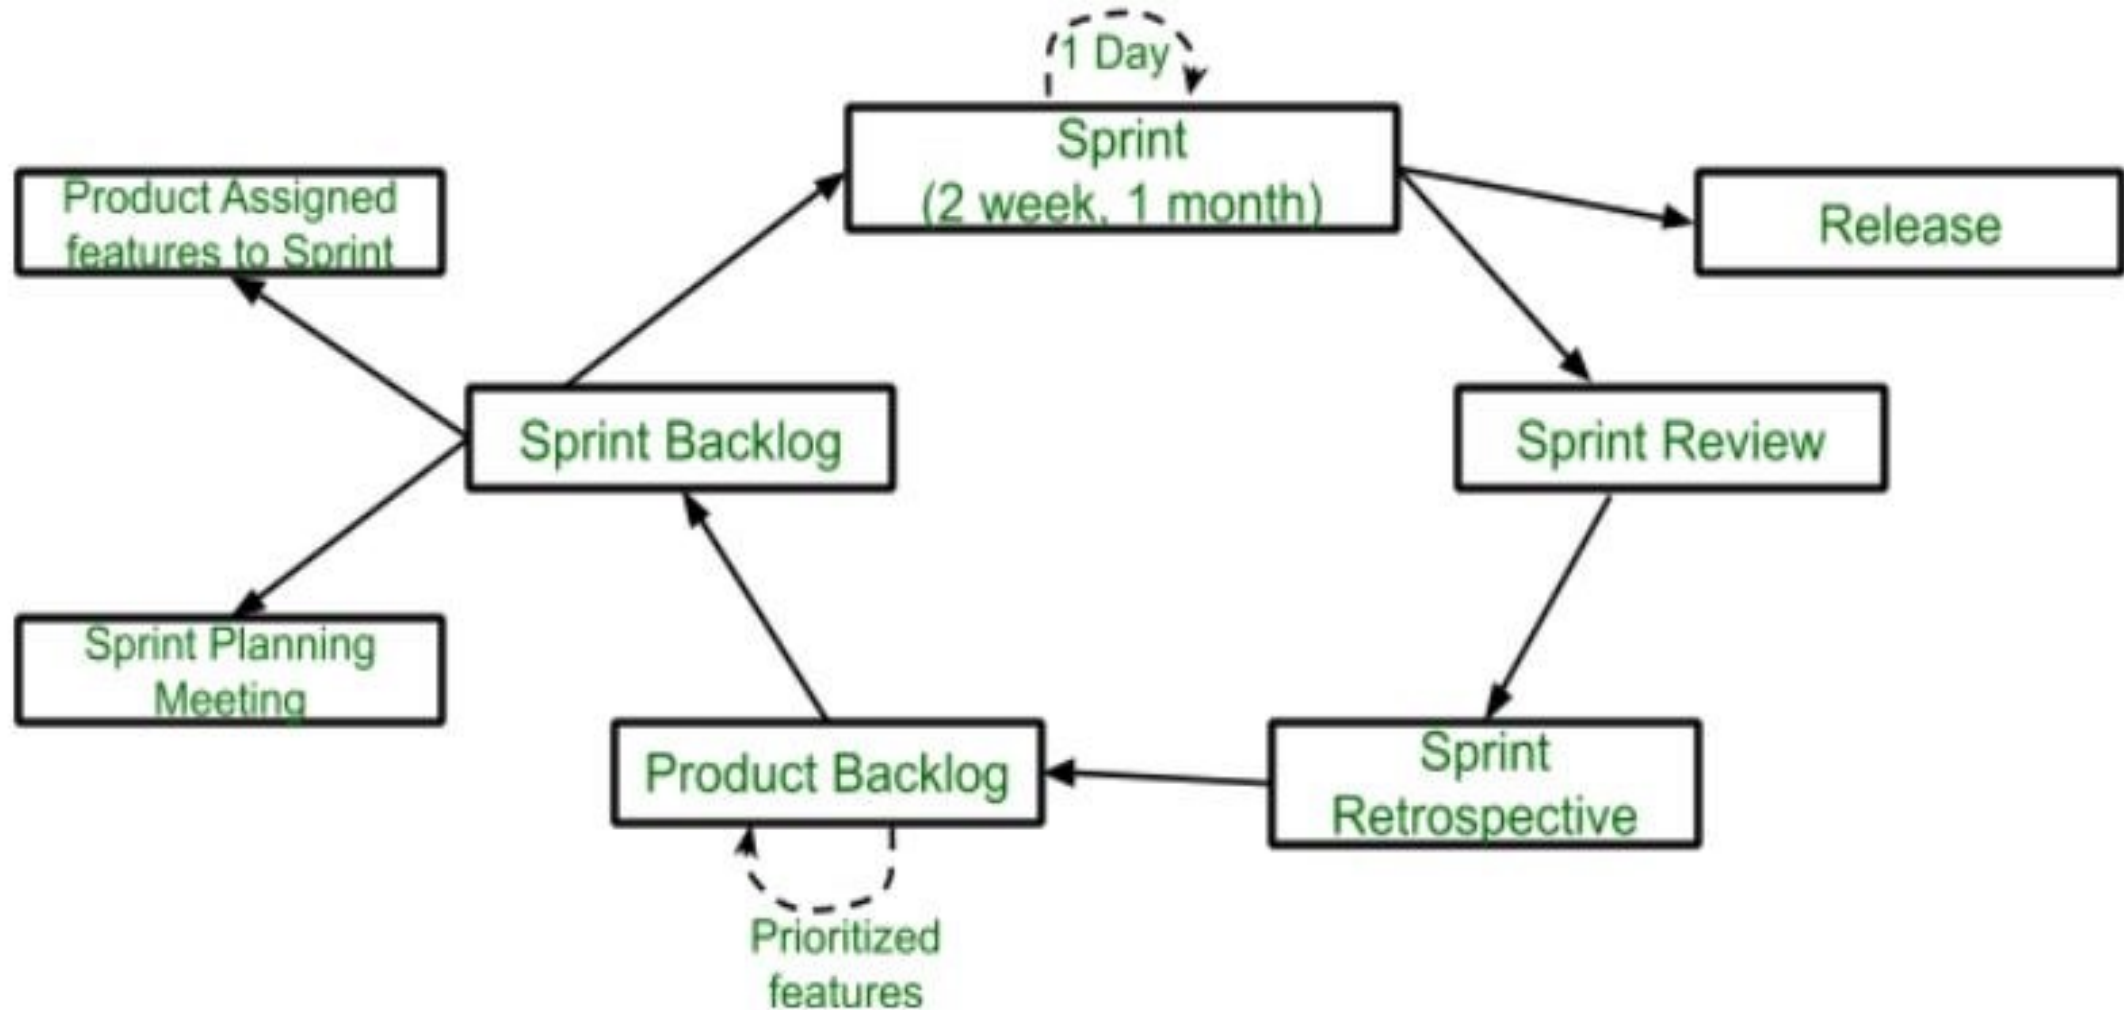 1 Day
Sprint
(2 week, 1 month)
Product Assigned
features to Sprint
Release
Sprint Backlog
Sprint Review
Sprint Planning
Meeting
Product Backlog
Sprint
Retrospective
Prioritized
features